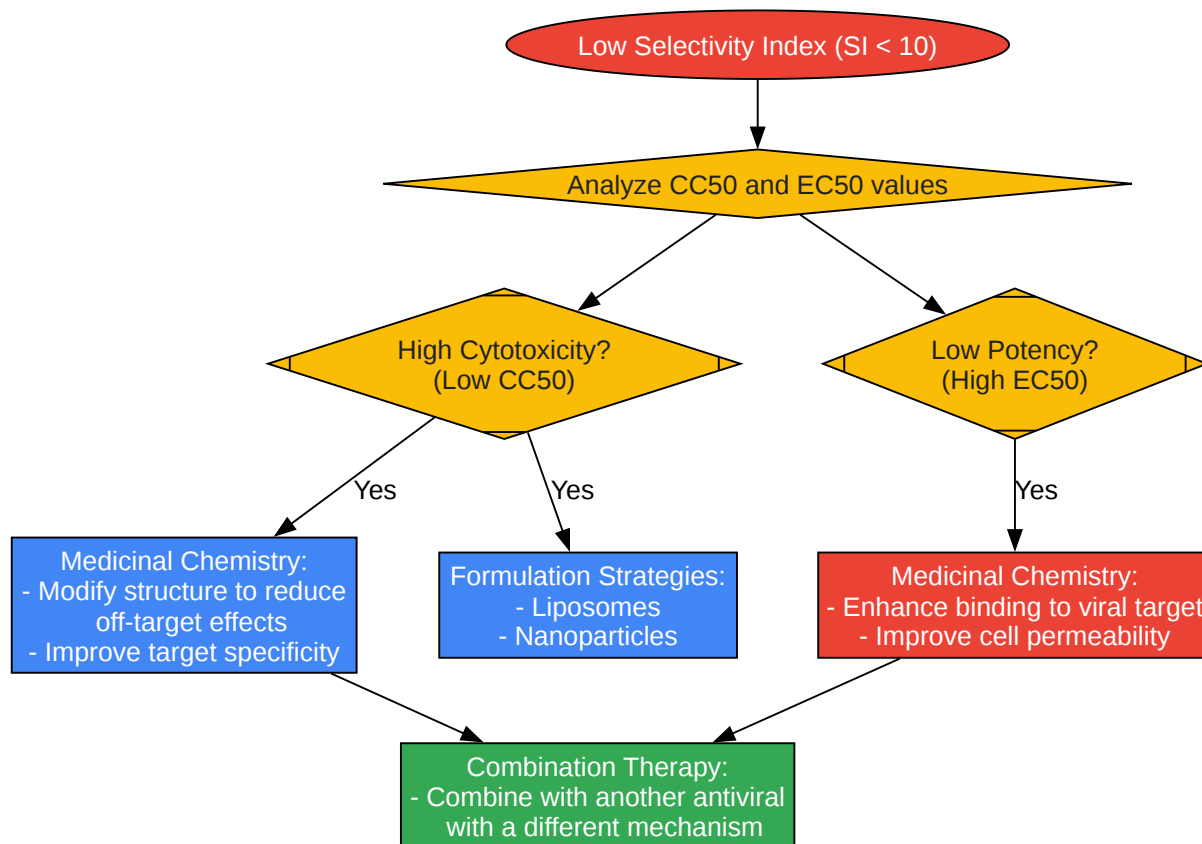 Low Selectivity Index (SI < 10)
Analyze CC50 and EC50 values
High Cytotoxicity?
(Low CC50)
Low Potency?
(High EC50)
Yes
Yes
Yes
Medicinal Chemistry:
- Modify structure to reduce
off-target effects
- Improve target specificity
Formulation Strategies:
- Liposomes
- Nanoparticles
Medicinal Chemistry:
- Enhance binding to viral target
- Improve cell permeability
Combination Therapy:
- Combine with another antiviral
with a different mechanism